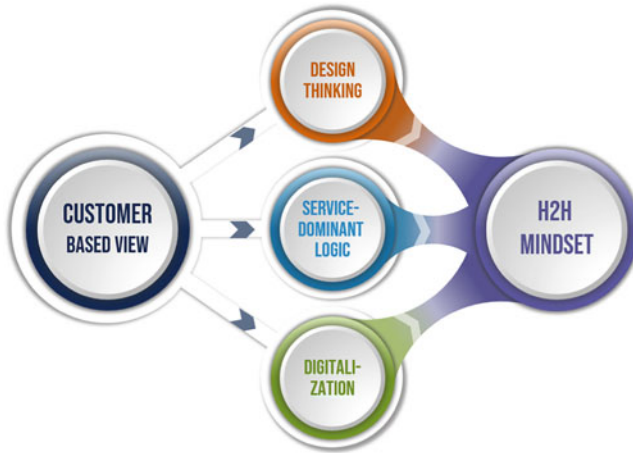 DESIGN
THINKING
CUSTOMER
BASED VIEW
SERVICE-
DOMINANT
LOGIC
H2H
MINDSET
DIGITALI-
ZATION